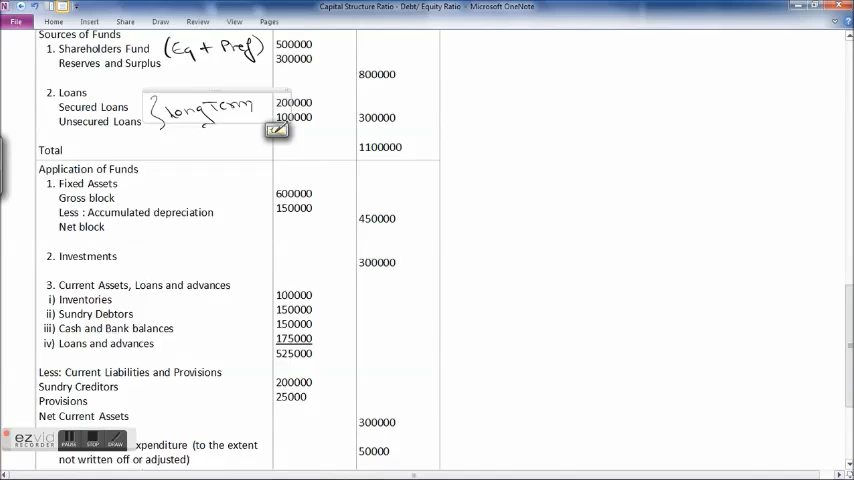 Capital Structure Ratio - Debt/ Equity Ratio - Microsoft OneNote
File Home Insert Share Draw Review View Pages
Sources of Funds
1. Shareholders Fund (Eq + Pref) 500000
Reserves and Surplus 300000
800000
2. Loans
Secured Loans Long Term 200000
Unsecured Loans 100000 300000
Total 1100000
Application of Funds
1. Fixed Assets
Gross block 600000
Less : Accumulated depreciation 150000
Net block 450000
2. Investments 300000
3. Current Assets, Loans and advances
i) Inventories 100000
ii) Sundry Debtors 150000
iii) Cash and Bank balances 150000
iv) Loans and advances 175000
525000
Less: Current Liabilities and Provisions
Sundry Creditors 200000
Provisions 25000
Net Current Assets 300000
ezvid
RECORDER
PAUSE STOP DRAW
xpenditure (to the extent
not written off or adjusted) 50000